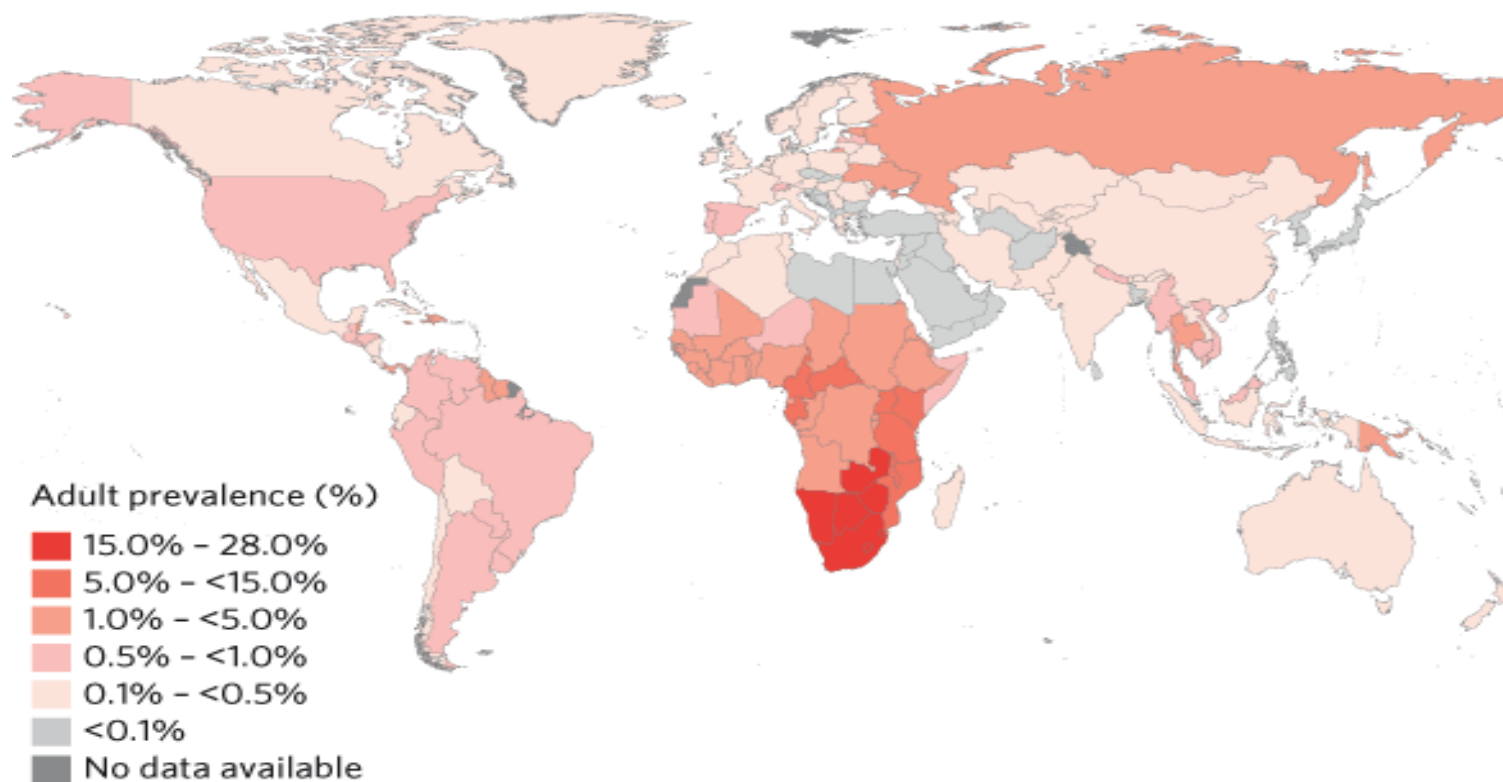 Adult prevalence (%)
15.0% – 28.0%
5.0% – <15.0%
1.0% – <5.0%
0.5% – <1.0%
0.1% – <0.5%
<0.1%
No data available